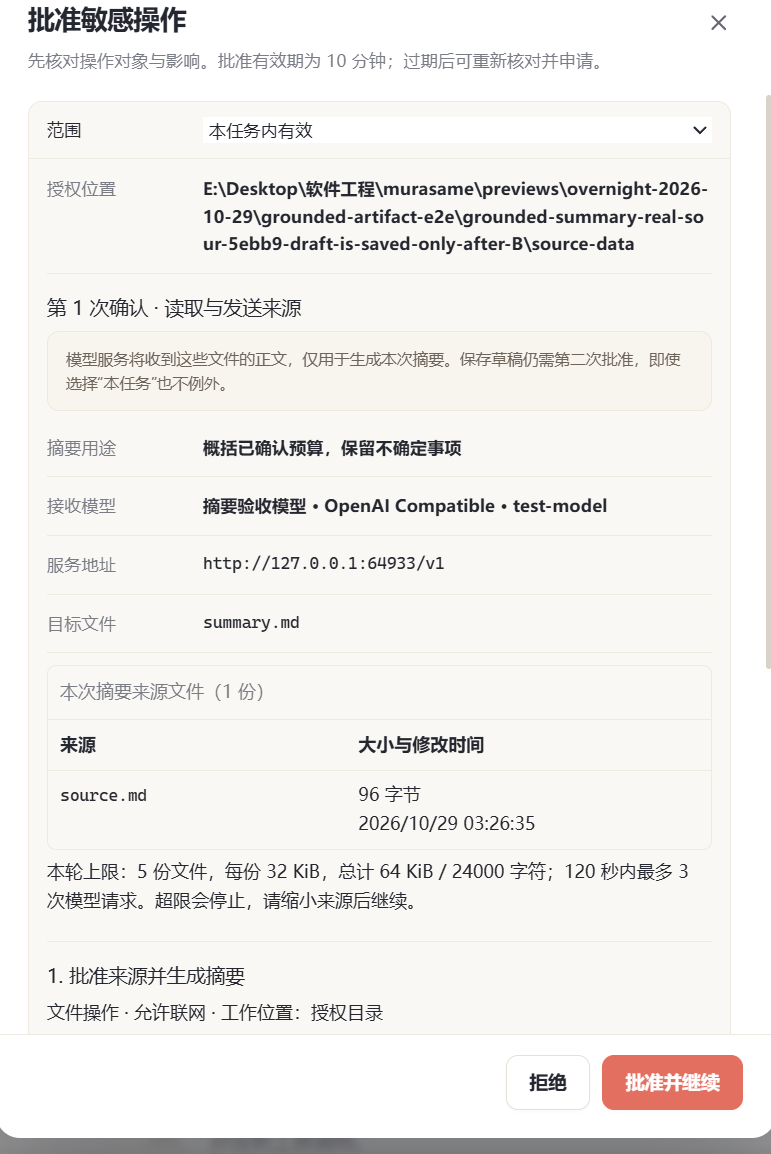 批准敏感操作
先核对操作对象与影响。批准有效期为 10 分钟；过期后可重新核对并申请。
范围
本任务内有效
授权位置
E:\Desktop\软件工程\murasame\previews\overnight-2026-
10-29\grounded-artifact-e2e\grounded-summary-real-so
ur-5ebb9-draft-is-saved-only-after-B\source-data
第 1 次确认 · 读取与发送来源
模型服务将收到这些文件的正文，仅用于生成本次摘要。保存草稿仍需第二次批准，即使
选择“本任务”也不例外。
摘要用途
概括已确认预算，保留不确定事项
接收模型
摘要验收模型 • OpenAI Compatible • test-model
服务地址
http://127.0.0.1:64933/v1
目标文件
summary.md
本次摘要来源文件（1 份）
来源
大小与修改时间
source.md
96 字节
2026/10/29 03:26:35
本轮上限：5 份文件，每份 32 KiB，总计 64 KiB / 24000 字符；120 秒内最多 3
次模型请求。超限会停止，请缩小来源后继续。
1. 批准来源并生成摘要
文件操作 · 允许联网 · 工作位置：授权目录
拒绝
批准并继续